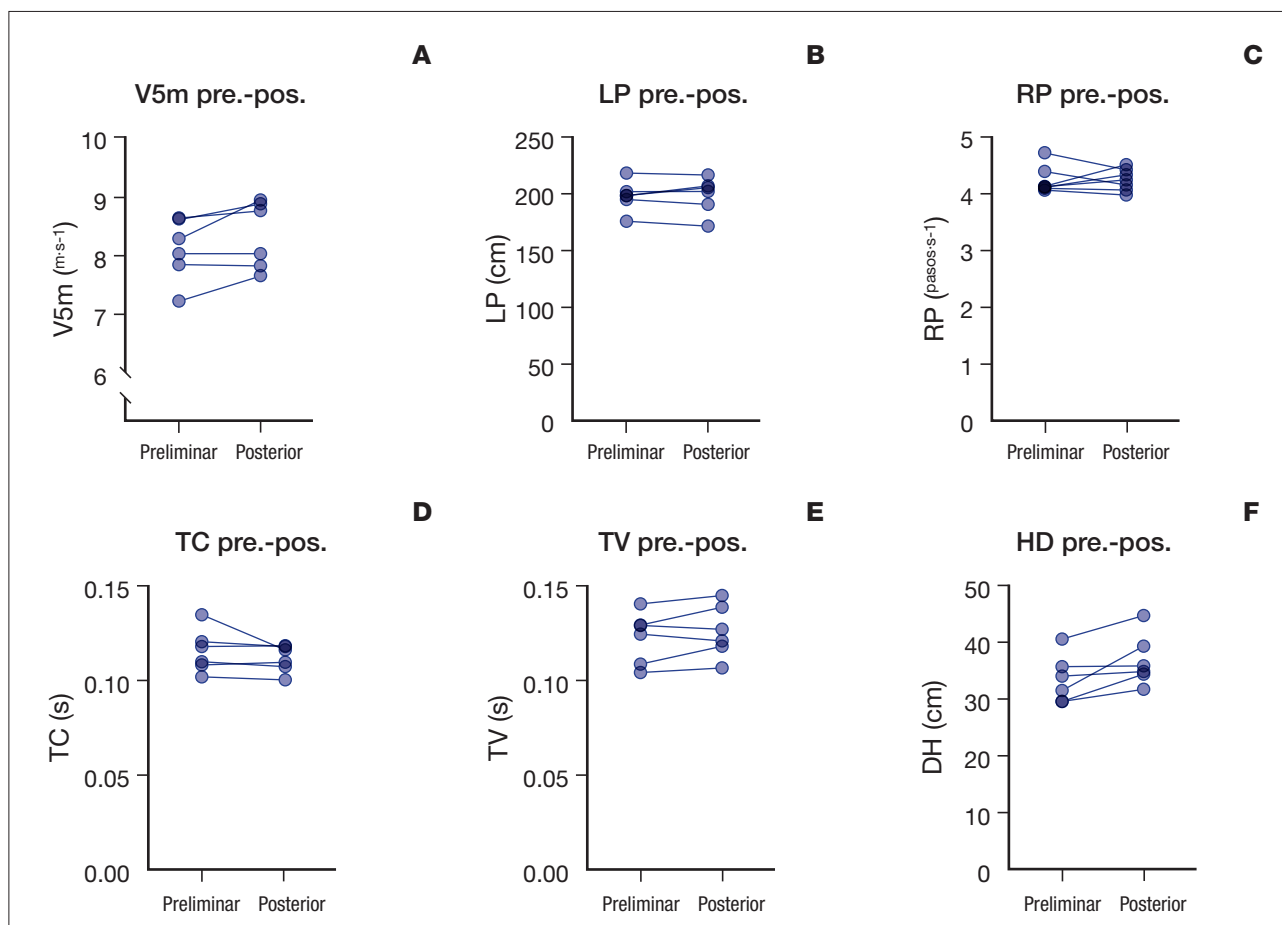 A
V5m pre.-pos.
V5m (m·s-1)
10
9
8
7
6
Preliminar Posterior
B
LP pre.-pos.
LP (cm)
250
200
150
100
50
0
Preliminar Posterior
C
RP pre.-pos.
RP (pasos·s-1)
5
4
3
2
1
0
Preliminar Posterior
D
TC pre.-pos.
TC (s)
0.15
0.10
0.05
0.00
Preliminar Posterior
E
TV pre.-pos.
TV (s)
0.15
0.10
0.05
0.00
Preliminar Posterior
F
HD pre.-pos.
DH (cm)
50
40
30
20
10
0
Preliminar Posterior